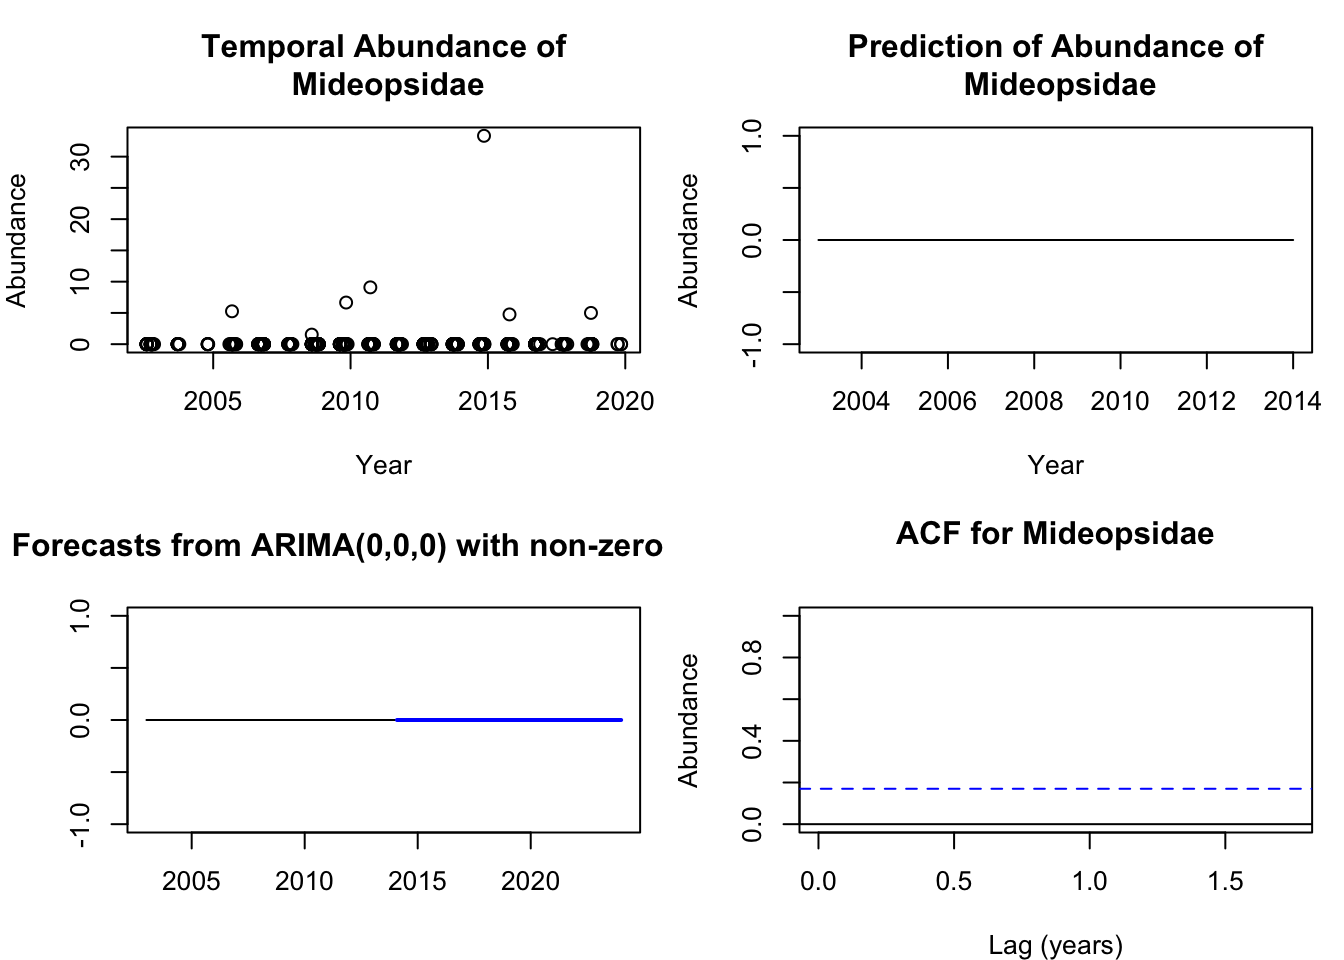 Temporal Abundance of
Mideopsidae
Abundance
30
20
10
0
2005 2010 2015 2020
Year
Prediction of Abundance of
Mideopsidae
Abundance
1.0
0.0
-1.0
2004 2006 2008 2010 2012 2014
Year
Forecasts from ARIMA(0,0,0) with non-zero
1.0
0.0
-1.0
2005 2010 2015 2020
ACF for Mideopsidae
Abundance
0.8
0.4
0.0
0.0 0.5 1.0 1.5
Lag (years)